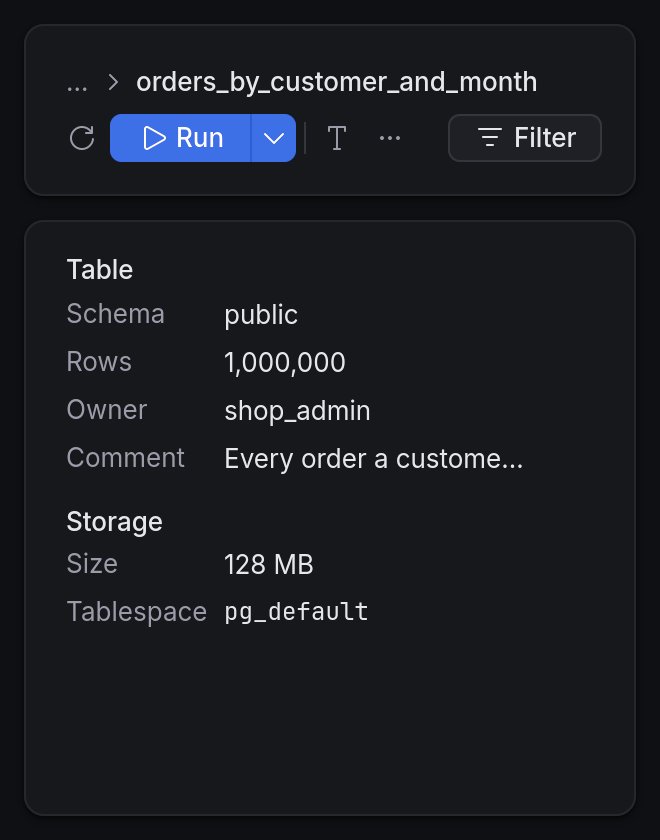 ... > orders_by_customer_and_month
Run
Filter
Table
Schema public
Rows 1,000,000
Owner shop_admin
Comment Every order a custome...
Storage
Size 128 MB
Tablespace pg_default